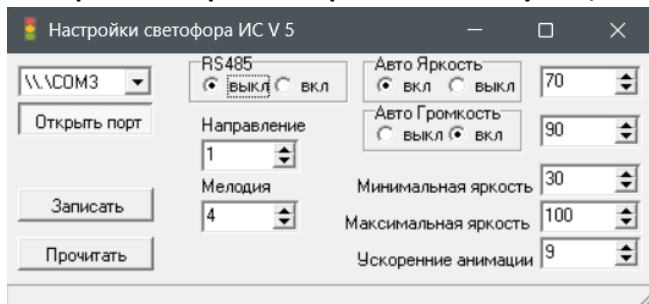 Настройки светофора ИС V 5
\\.\COM3
Открыть порт
Записать
Прочитать
RS485
выкл вкл
Направление
1
Мелодия
4
Авто Яркость
вкл выкл
70
Авто Громкость
выкл вкл
90
Минимальная яркость 30
Максимальная яркость 100
Ускоренние анимации 9